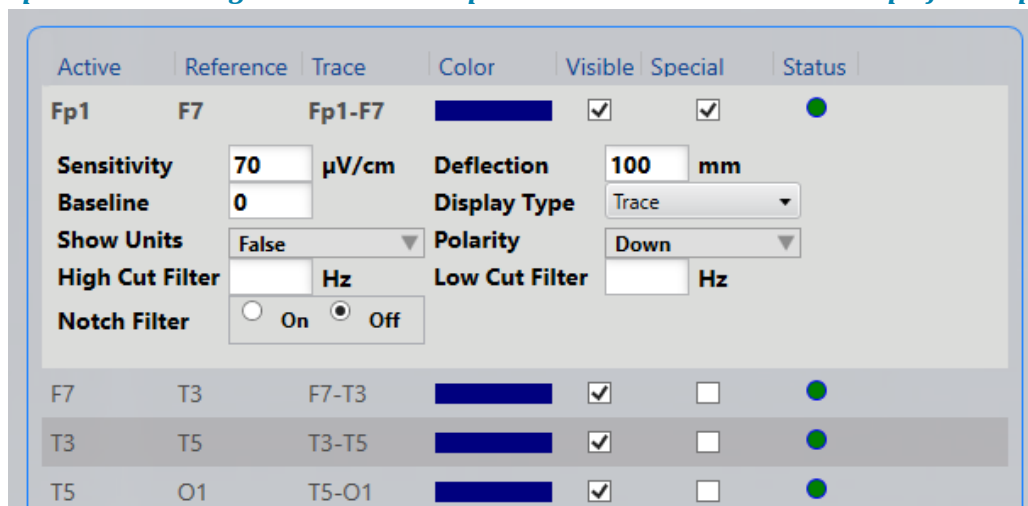 Active Reference Trace Color Visible Special Status
Fp1 F7 Fp1-F7
Sensitivity 70 µV/cm Deflection 100 mm
Baseline 0 Display Type Trace
Show Units False Polarity Down
High Cut Filter Hz Low Cut Filter Hz
Notch Filter On Off
F7 T3 F7-T3
T3 T5 T3-T5
T5 O1 T5-O1